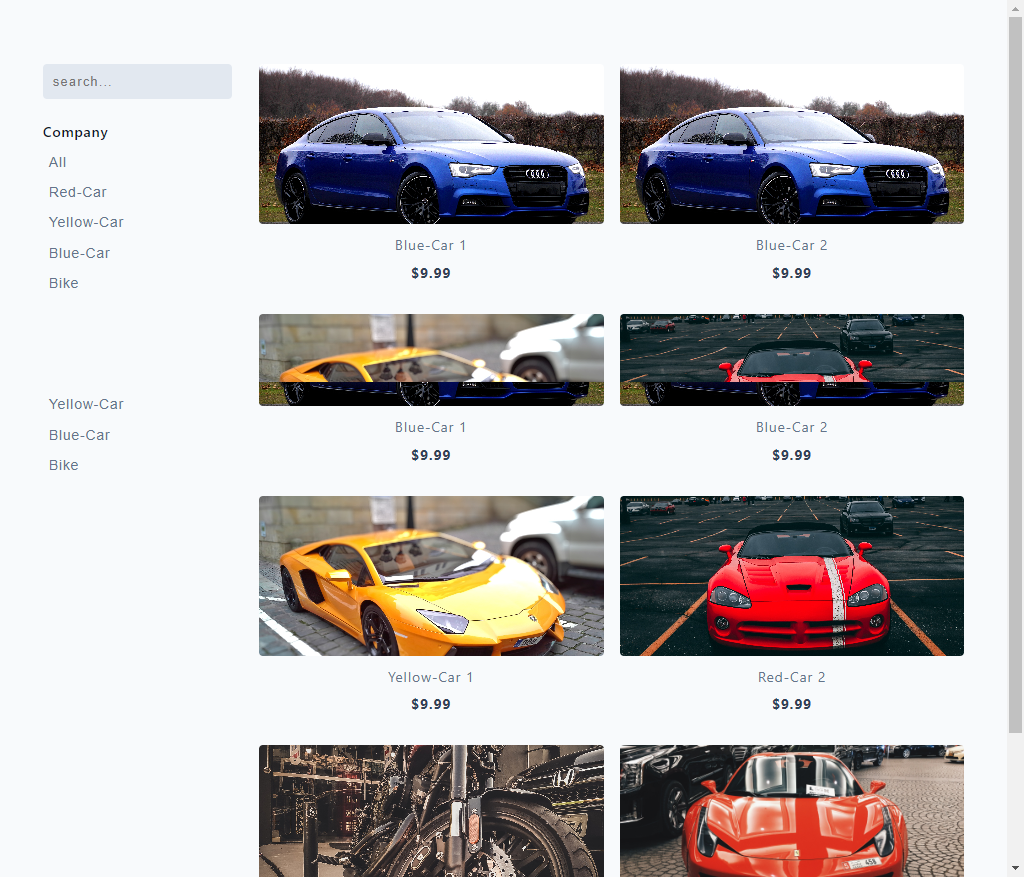 search...
Company
All
Red-Car
Yellow-Car
Blue-Car
Bike
Yellow-Car
Blue-Car
Bike
Blue-Car 1
$9.99
Blue-Car 2
$9.99
Blue-Car 1
$9.99
Blue-Car 2
$9.99
Yellow-Car 1
$9.99
Red-Car 2
$9.99